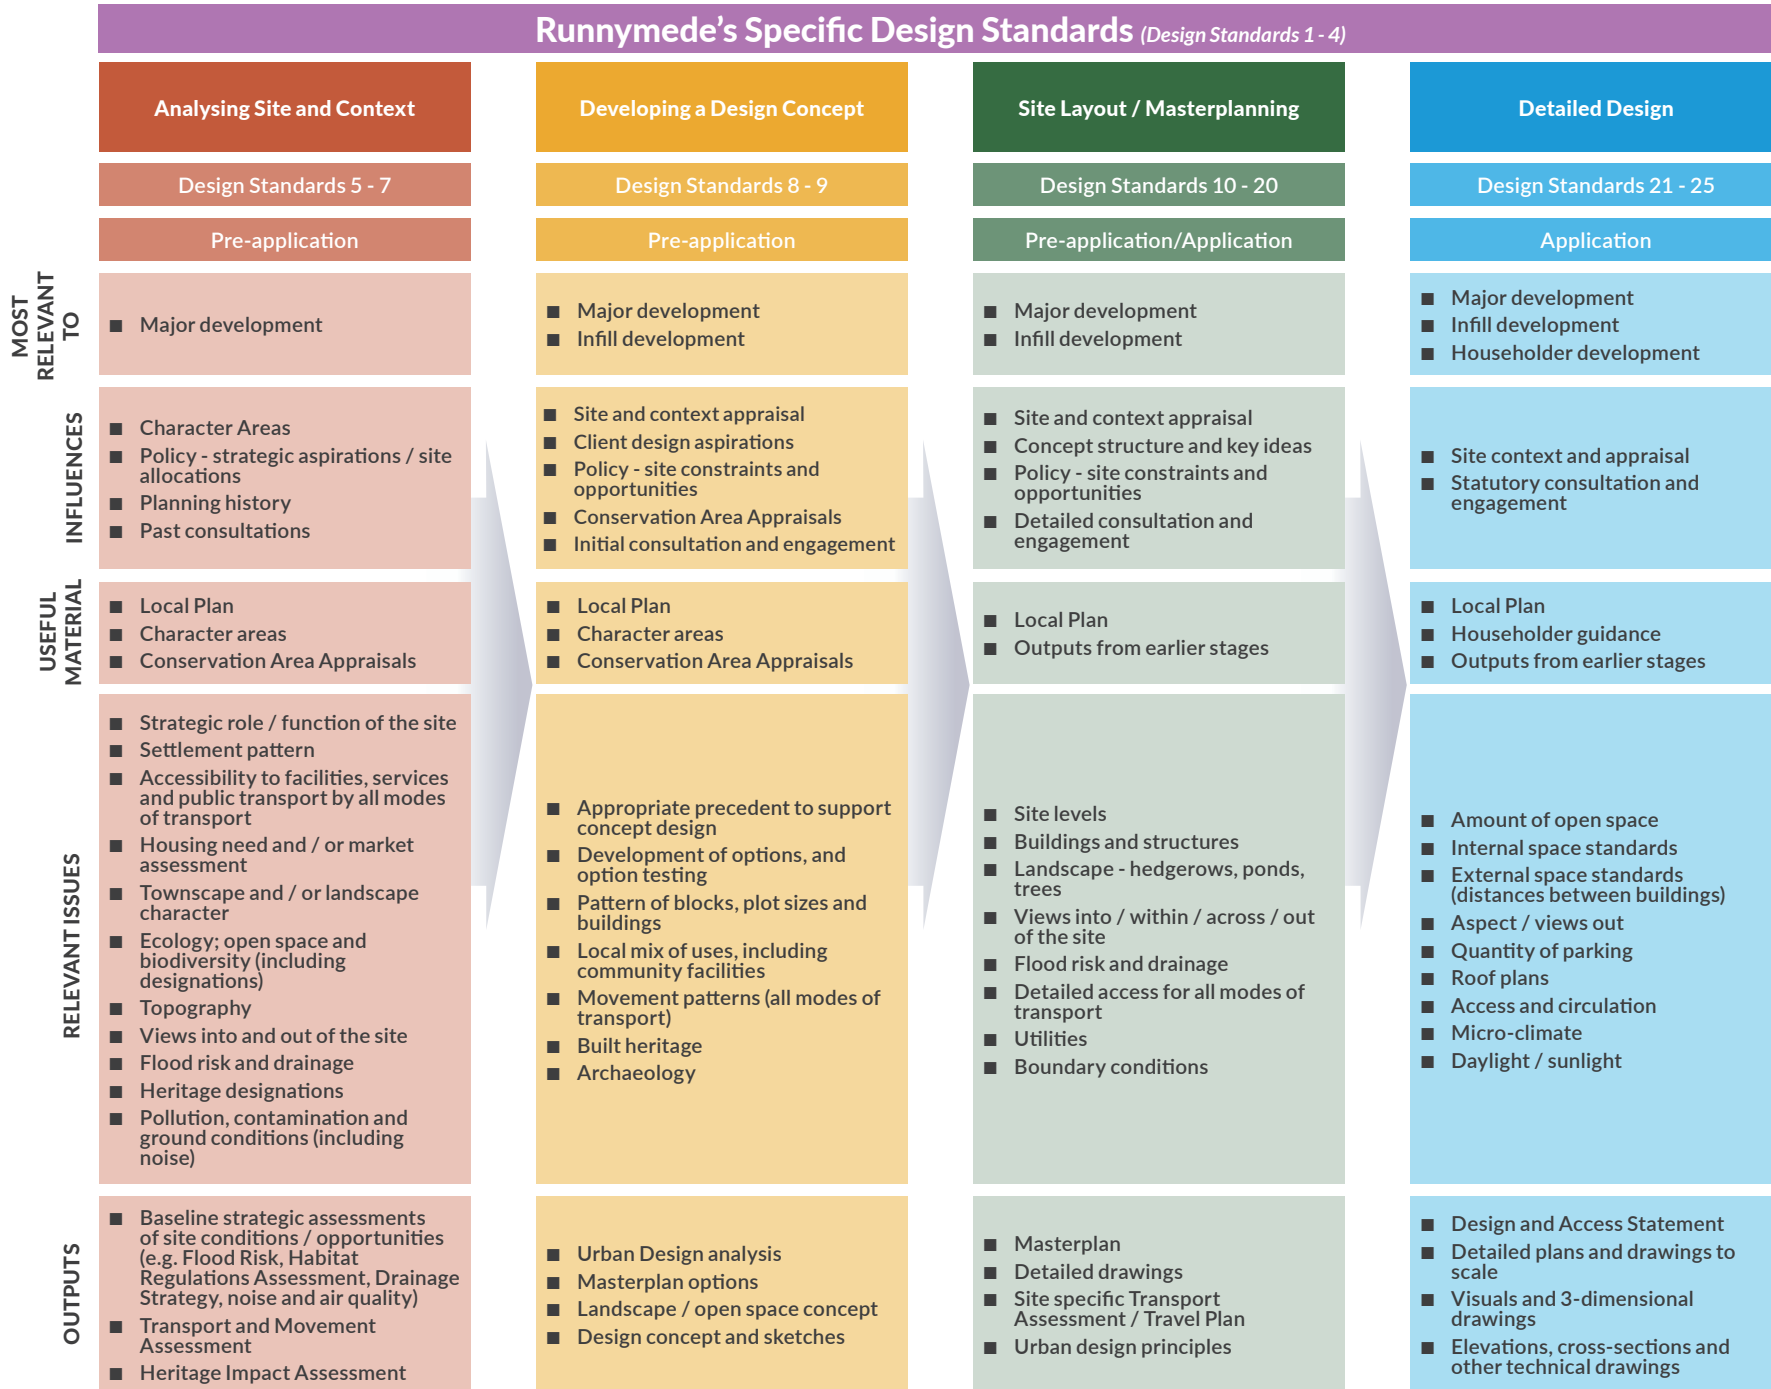 Runnymede's Specific Design Standards (Design Standards 1 - 4)
Analysing Site and Context
Developing a Design Concept
Site Layout / Masterplanning
Detailed Design
Design Standards 5 - 7
Design Standards 8 - 9
Design Standards 10 - 20
Design Standards 21 - 25
Pre-application
Pre-application
Pre-application/Application
Application
MOST
RELEVANT
TO
■ Major development
■ Major development
■ Infill development
■ Major development
■ Infill development
■ Major development
■ Infill development
■ Householder development
INFLUENCES
■ Character Areas
■ Policy - strategic aspirations / site
allocations
■ Planning history
■ Past consultations
■ Site and context appraisal
■ Client design aspirations
■ Policy - site constraints and
opportunities
■ Conservation Area Appraisals
■ Initial consultation and engagement
■ Site and context appraisal
■ Concept structure and key ideas
■ Policy - site constraints and
opportunities
■ Detailed consultation and
engagement
■ Site context and appraisal
■ Statutory consultation and
engagement
USEFUL
MATERIAL
■ Local Plan
■ Character areas
■ Conservation Area Appraisals
■ Local Plan
■ Character areas
■ Conservation Area Appraisals
■ Local Plan
■ Outputs from earlier stages
■ Local Plan
■ Householder guidance
■ Outputs from earlier stages
RELEVANT ISSUES
■ Strategic role / function of the site
■ Settlement pattern
■ Accessibility to facilities, services
and public transport by all modes
of transport
■ Housing need and / or market
assessment
■ Townscape and / or landscape
character
■ Ecology; open space and
biodiversity (including
designations)
■ Topography
■ Views into and out of the site
■ Flood risk and drainage
■ Heritage designations
■ Pollution, contamination and
ground conditions (including
noise)
■ Appropriate precedent to support
concept design
■ Development of options, and
option testing
■ Pattern of blocks, plot sizes and
buildings
■ Local mix of uses, including
community facilities
■ Movement patterns (all modes of
transport)
■ Built heritage
■ Archaeology
■ Site levels
■ Buildings and structures
■ Landscape - hedgerows, ponds,
trees
■ Views into / within / across / out
of the site
■ Flood risk and drainage
■ Detailed access for all modes of
transport
■ Utilities
■ Boundary conditions
■ Amount of open space
■ Internal space standards
■ External space standards
(distances between buildings)
■ Aspect / views out
■ Quantity of parking
■ Roof plans
■ Access and circulation
■ Micro-climate
■ Daylight / sunlight
OUTPUTS
■ Baseline strategic assessments
of site conditions / opportunities
(e.g. Flood Risk, Habitat
Regulations Assessment, Drainage
Strategy, noise and air quality)
■ Transport and Movement
Assessment
■ Heritage Impact Assessment
■ Urban Design analysis
■ Masterplan options
■ Landscape / open space concept
■ Design concept and sketches
■ Masterplan
■ Detailed drawings
■ Site specific Transport
Assessment / Travel Plan
■ Urban design principles
■ Design and Access Statement
■ Detailed plans and drawings to
scale
■ Visuals and 3-dimensional
drawings
■ Elevations, cross-sections and
other technical drawings